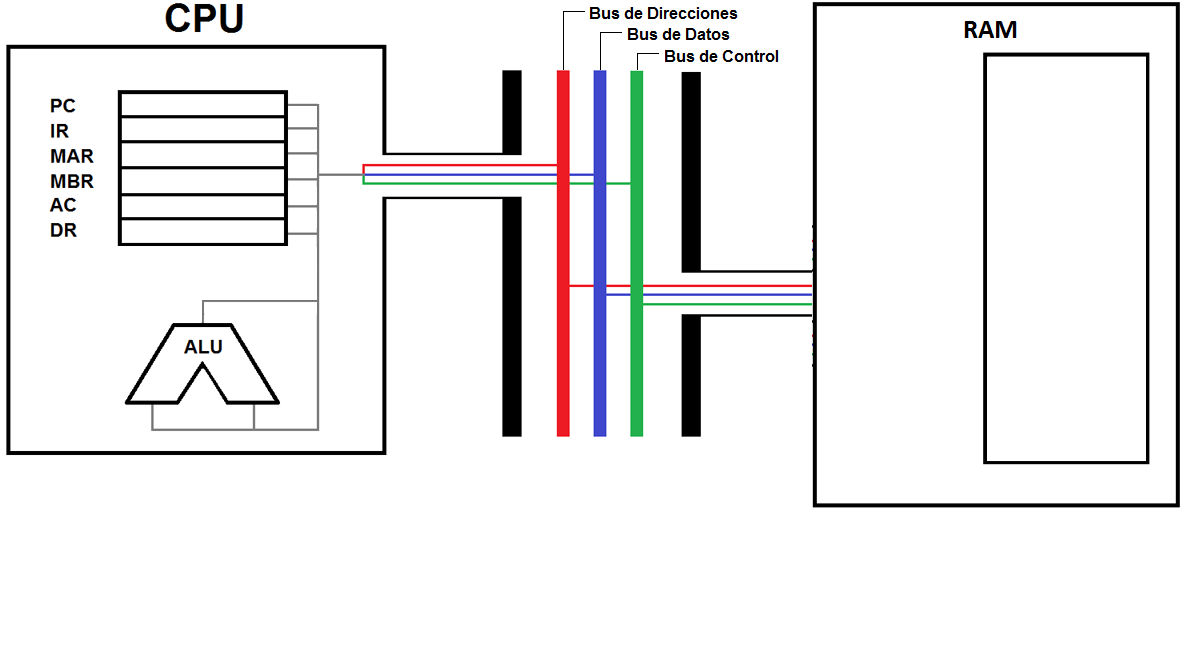 CPU
Bus de Direcciones
Bus de Datos
Bus de Control
RAM
PC
IR
MAR
MBR
AC
DR
ALU